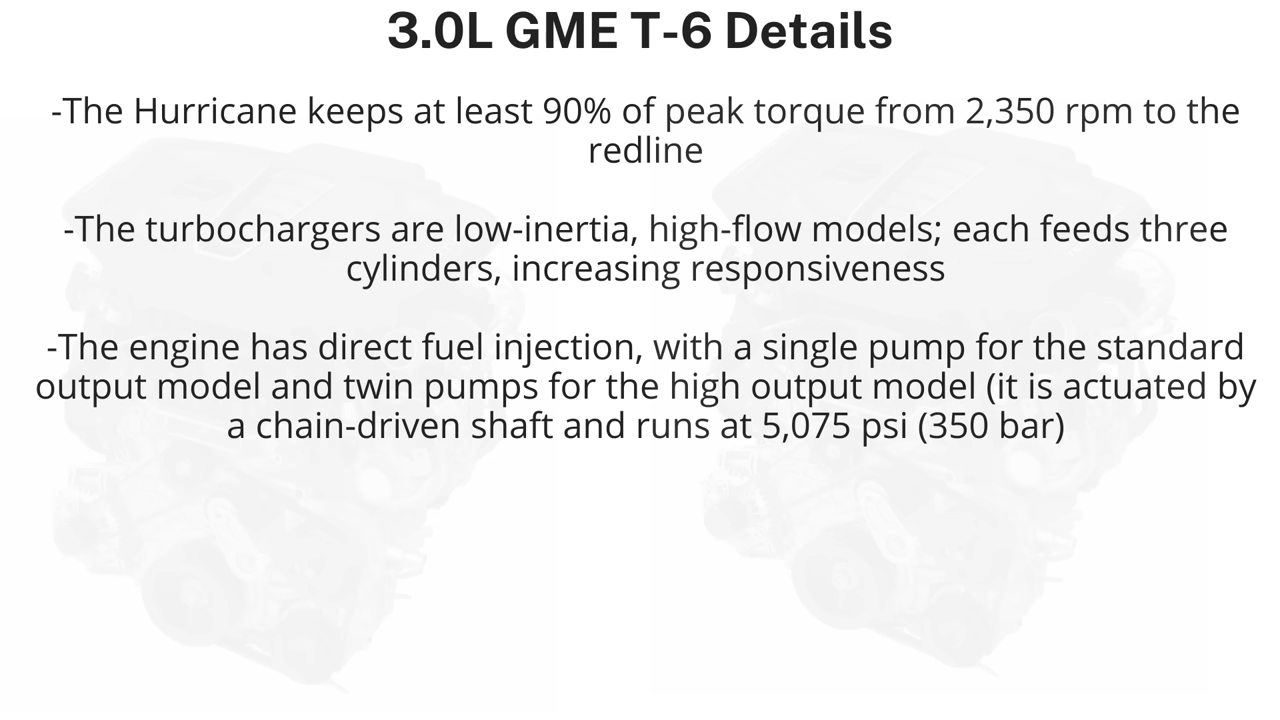 3.0L GME T-6 Details
-The Hurricane keeps at least 90% of peak torque from 2,350 rpm to the
redline
-The turbochargers are low-inertia, high-flow models; each feeds three
cylinders, increasing responsiveness
-The engine has direct fuel injection, with a single pump for the standard
output model and twin pumps for the high output model (it is actuated by
a chain-driven shaft and runs at 5,075 psi (350 bar)